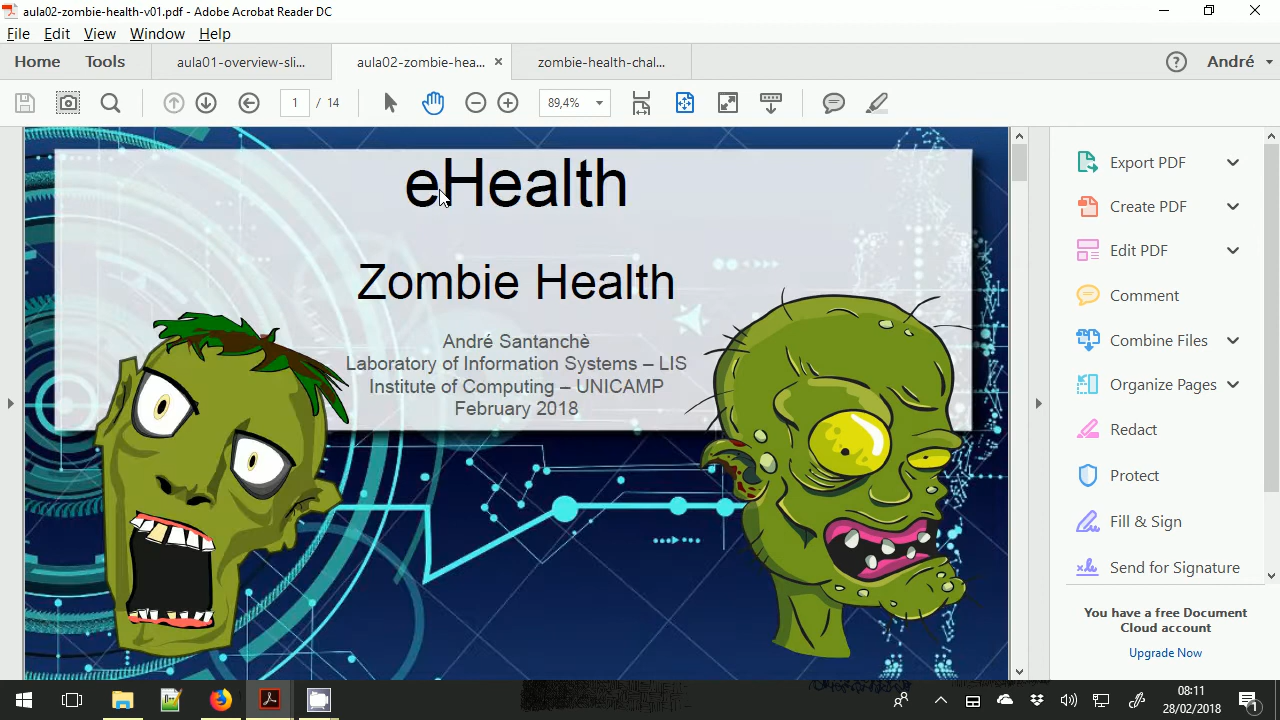 aula02-zombie-health-v01.pdf - Adobe Acrobat Reader DC
File Edit View Window Help
Home Tools aula01-overview-sli... aula02-zombie-hea... zombie-health-chal... André
1 / 14 89,4%
eHealth
Zombie Health
André Santanchè
Laboratory of Information Systems – LIS
Institute of Computing – UNICAMP
February 2018
Export PDF
Create PDF
Edit PDF
Comment
Combine Files
Organize Pages
Redact
Protect
Fill & Sign
Send for Signature
You have a free Document
Cloud account
Upgrade Now
08:11
28/02/2018
1